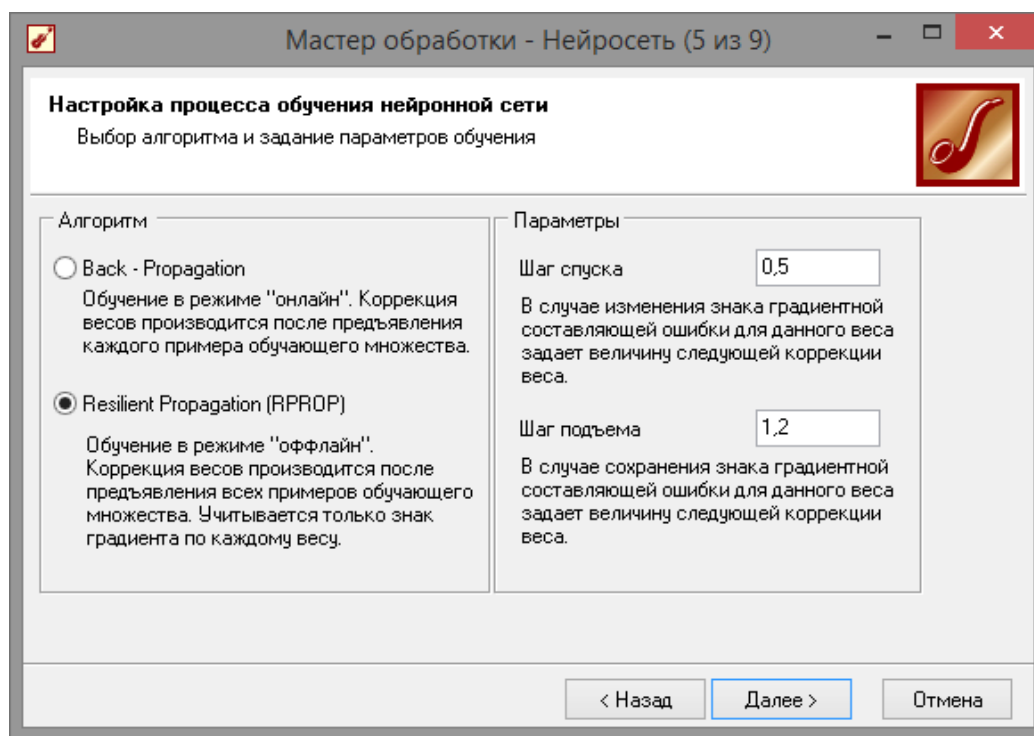 Мастер обработки - Нейросеть (5 из 9)
Настройка процесса обучения нейронной сети
Выбор алгоритма и задание параметров обучения
Алгоритм
Back - Propagation
Обучение в режиме "онлайн". Коррекция
весов производится после предъявления
каждого примера обучающего множества.
Resilient Propagation (RPROP)
Обучение в режиме "оффлайн".
Коррекция весов производится после
предъявления всех примеров обучающего
множества. Учитывается только знак
градиента по каждому весу.
Параметры
Шаг спуска 0,5
В случае изменения знака градиентной
составляющей ошибки для данного веса
задает величину следующей коррекции
веса.
Шаг подъема 1,2
В случае сохранения знака градиентной
составляющей ошибки для данного веса
задает величину следующей коррекции
веса.
< Назад Далее > Отмена